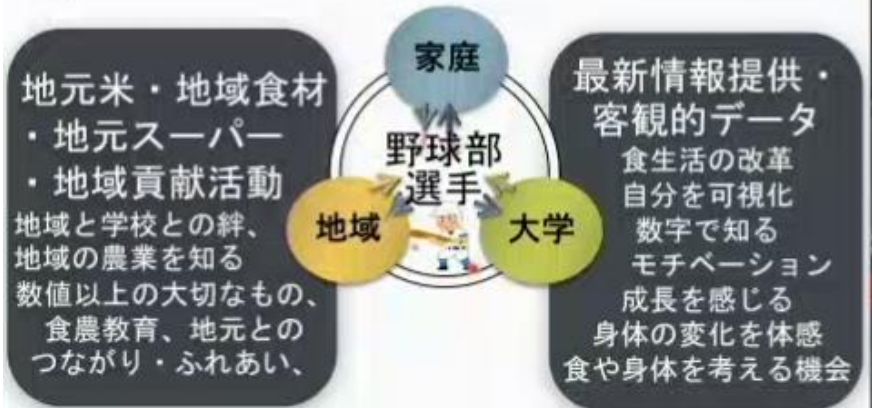 地元米・地域食材
・地元スーパー
・地域貢献活動
地域と学校との絆、
地域の農業を知る
数値以上の大切なもの、
食農教育、地元との
つながり・ふれあい、
家庭
野球部
選手
地域
大学
最新情報提供・
客観的データ
食生活の改革
自分を可視化
数字で知る
モチベーション
成長を感じる
身体の変化を体感
食や身体を考える機会